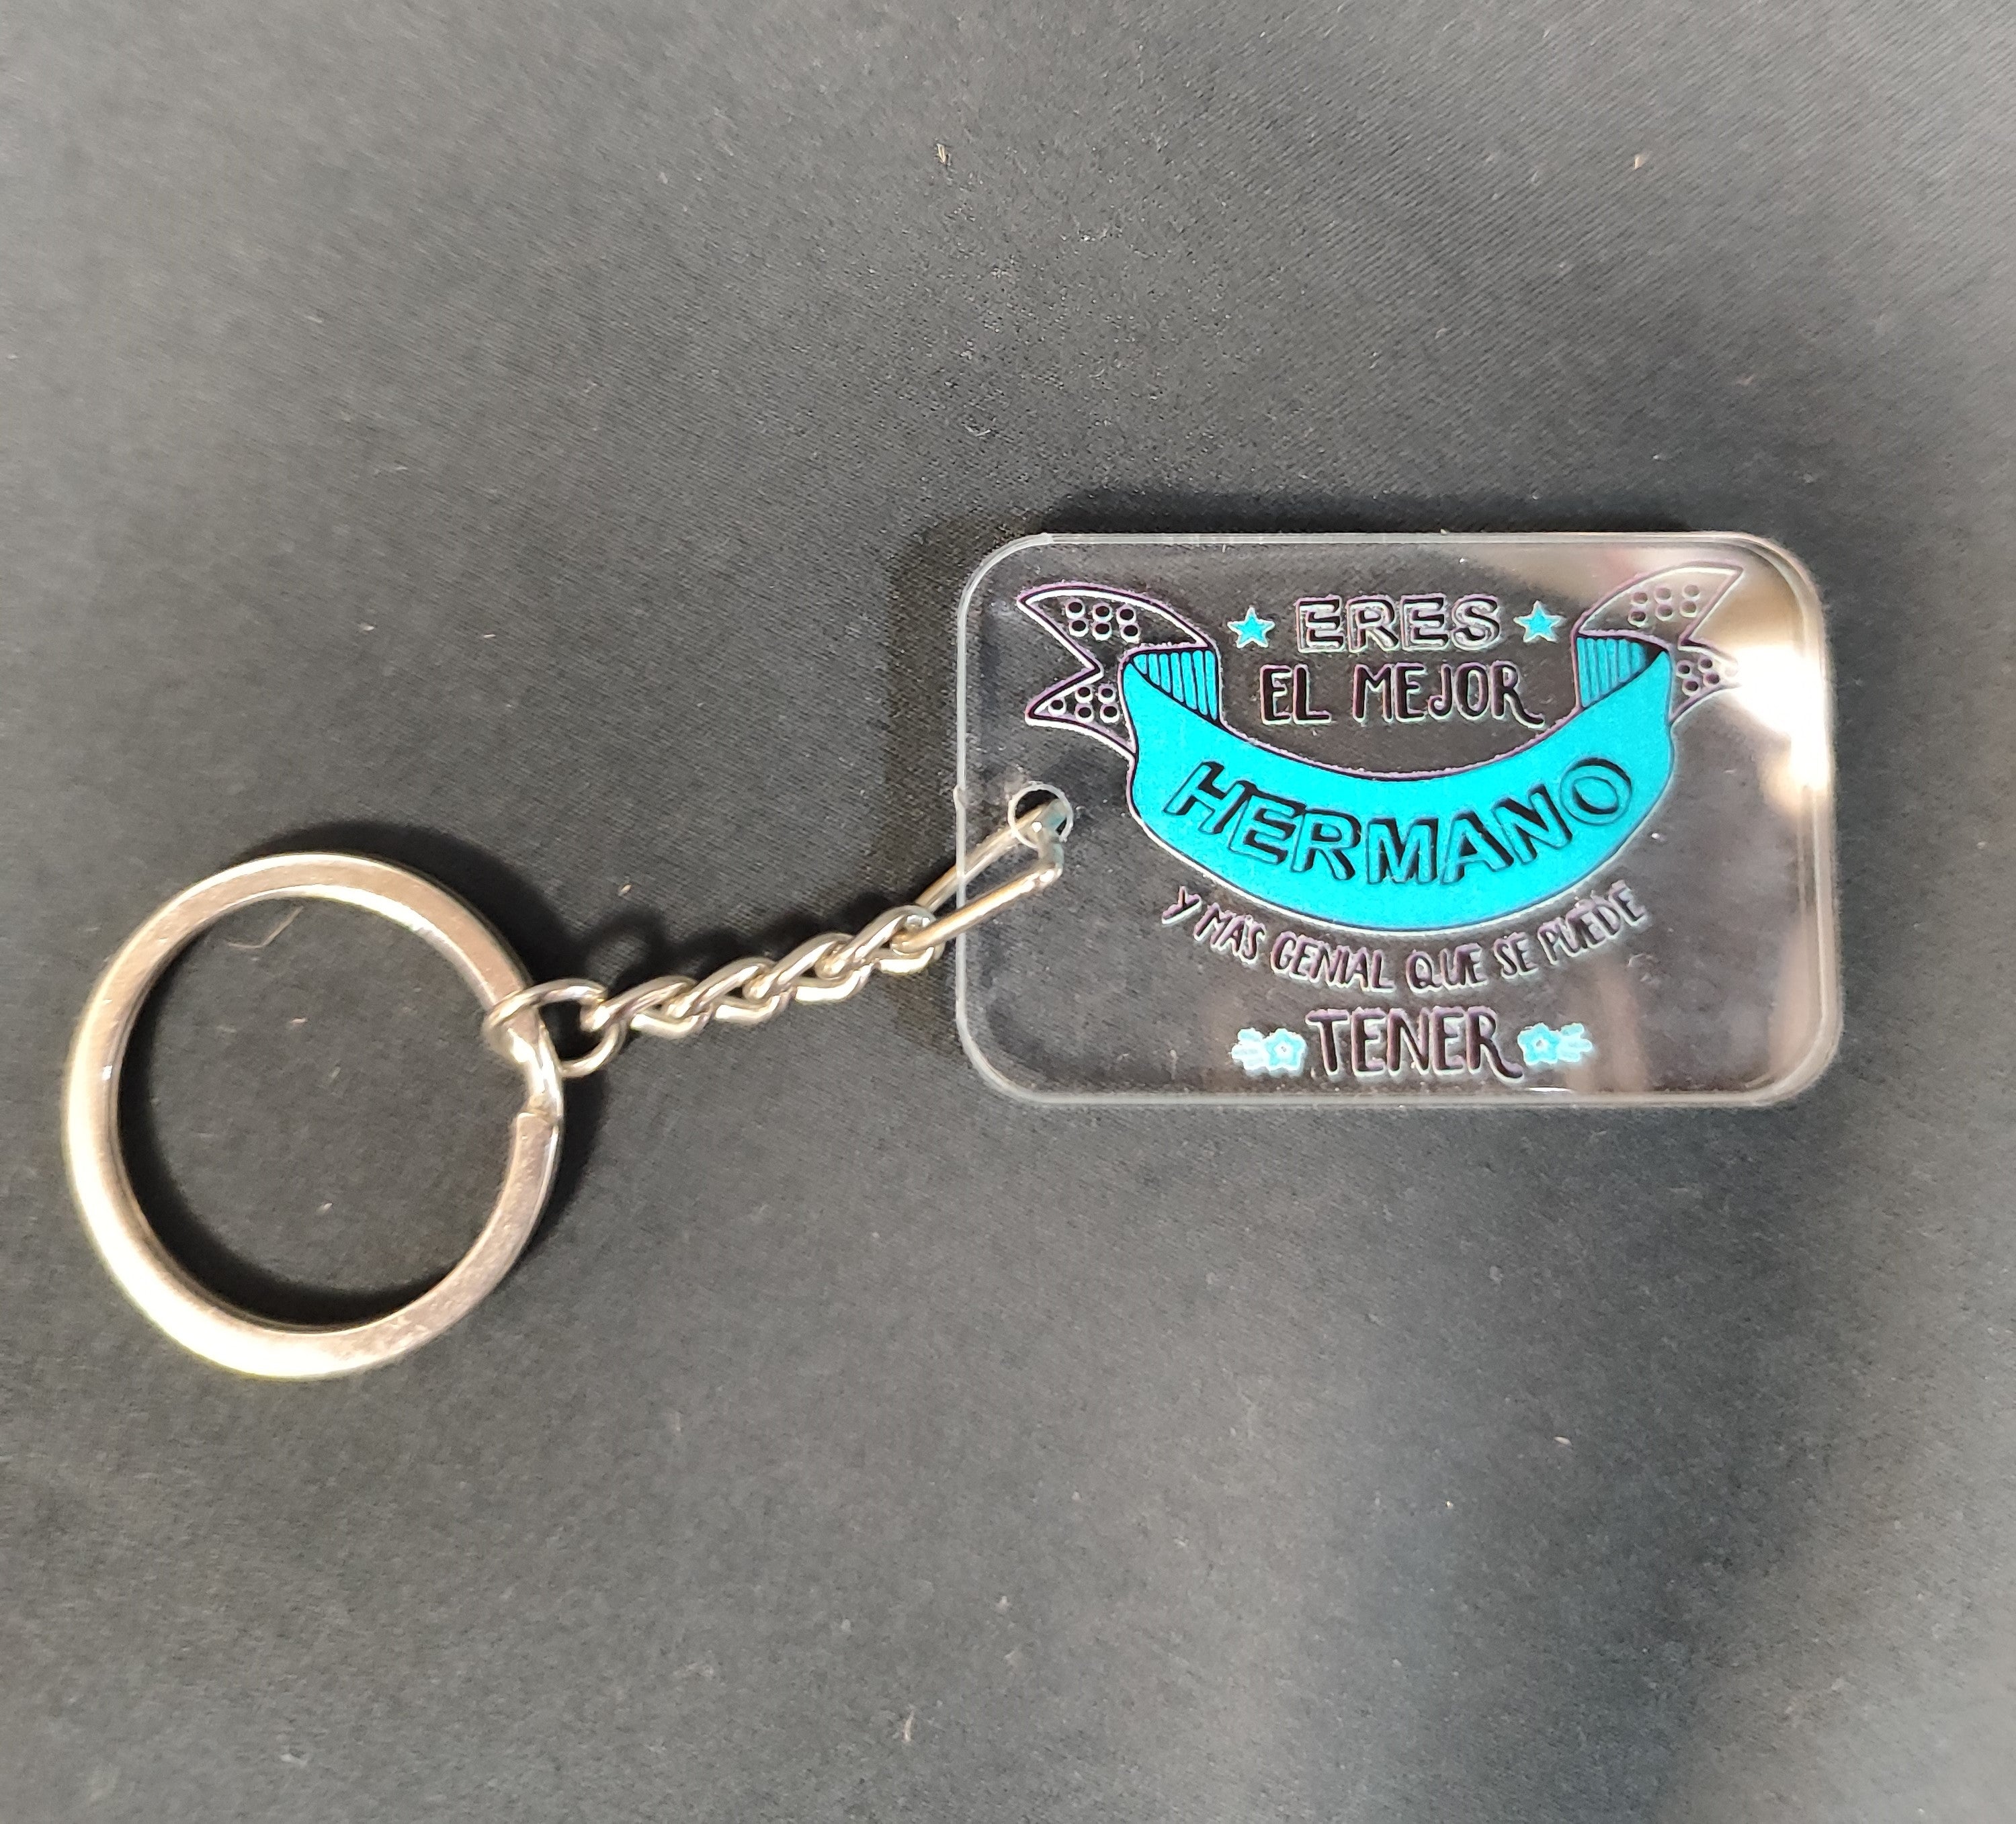 ERES
EL MEJOR
HERMANO
Y MÁS GENIAL QUE SE PUEDE
TENER